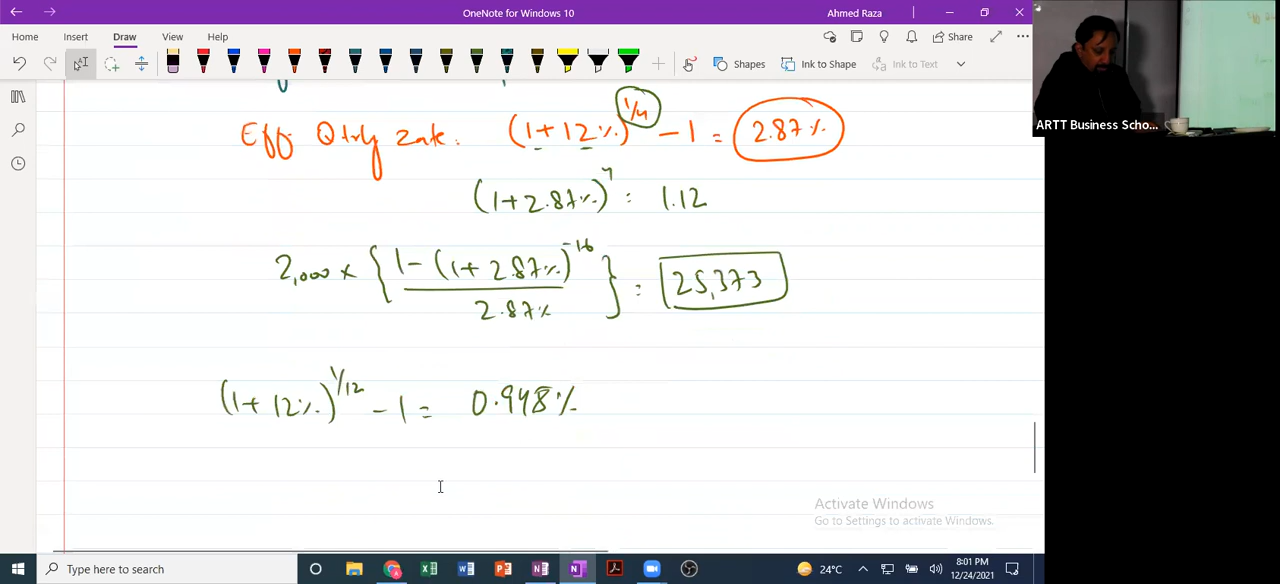 OneNote for Windows 10
Ahmed Raza
Home Insert Draw View Help
Share
Shapes Ink to Shape Ink to Text
ARTT Business Scho...
Eff. Qtrly rate: (1+12%)^1/4 - 1 = 2.87%
(1+2.87%)^4 = 1.12
2,000 x { 1-(1+2.87%)^-16 / 2.87% } = 25,373
(1+12%)^1/12 - 1 = 0.948%
Activate Windows
Go to Settings to activate Windows.
Type here to search
24°C
8:01 PM
12/24/2021